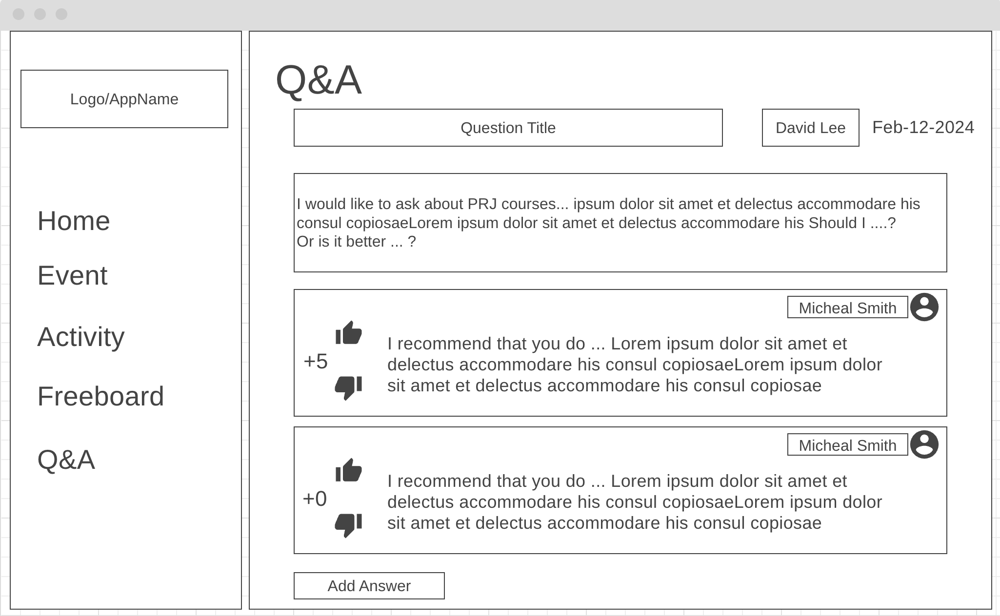 Logo/AppName
Home
Event
Activity
Freeboard
Q&A
Q&A
Question Title
David Lee
Feb-12-2024
I would like to ask about PRJ courses... ipsum dolor sit amet et delectus accommodare his
consul copiosaeLorem ipsum dolor sit amet et delectus accommodare his Should I ....?
Or is it better ... ?
Micheal Smith
+5
I recommend that you do ... Lorem ipsum dolor sit amet et
delectus accommodare his consul copiosaeLorem ipsum dolor
sit amet et delectus accommodare his consul copiosae
Micheal Smith
+0
I recommend that you do ... Lorem ipsum dolor sit amet et
delectus accommodare his consul copiosaeLorem ipsum dolor
sit amet et delectus accommodare his consul copiosae
Add Answer